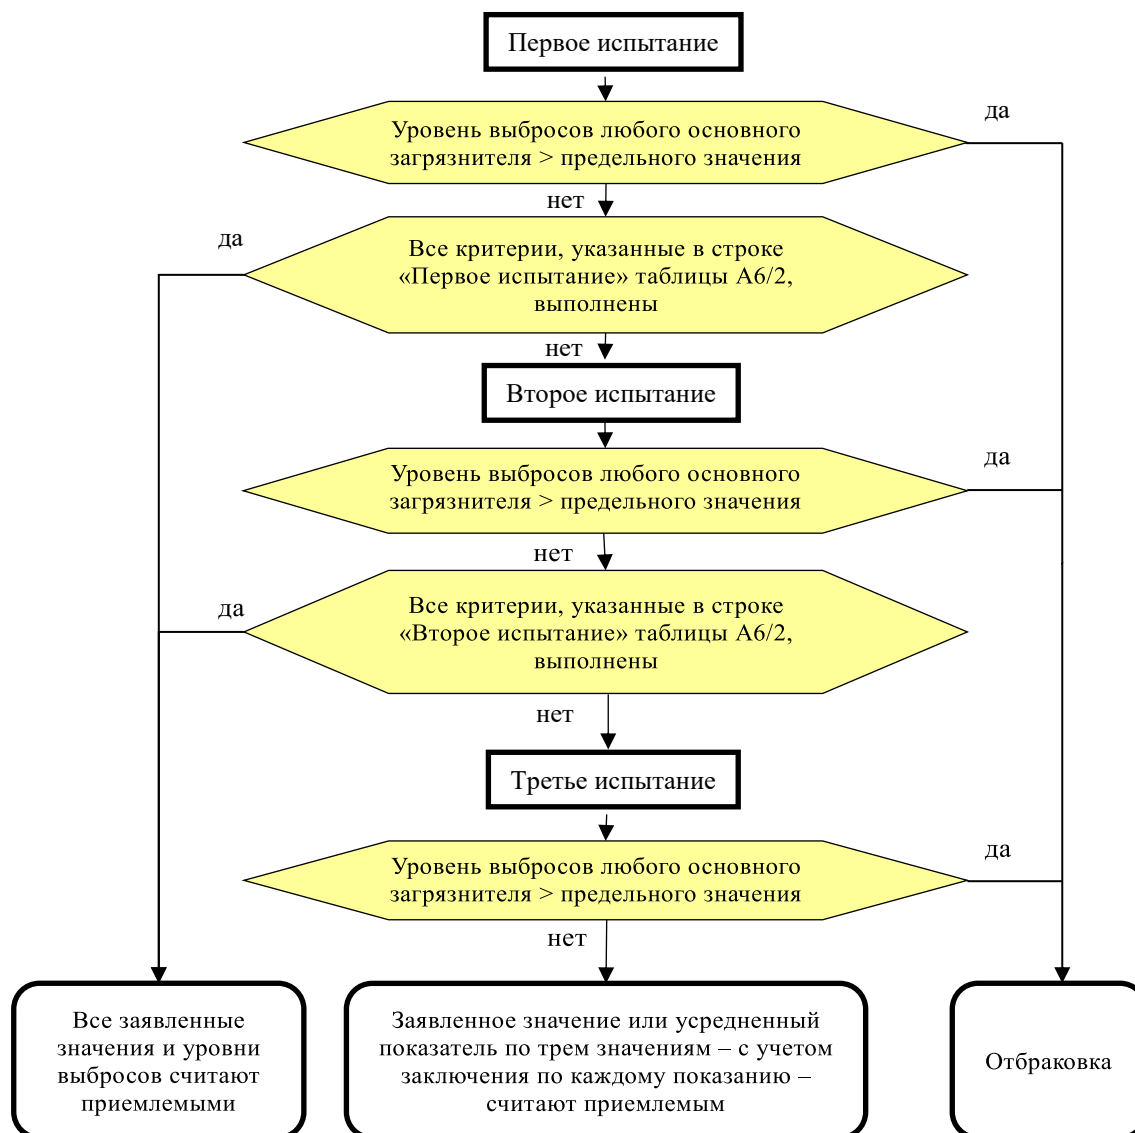 Первое испытание
да
Уровень выбросов любого основного
загрязнителя > предельного значения
нет
да
Все критерии, указанные в строке
«Первое испытание» таблицы А6/2,
выполнены
нет
Второе испытание
да
Уровень выбросов любого основного
загрязнителя > предельного значения
нет
да
Все критерии, указанные в строке
«Второе испытание» таблицы А6/2,
выполнены
нет
Третье испытание
да
Уровень выбросов любого основного
загрязнителя > предельного значения
нет
Все заявленные
значения и уровни
выбросов считают
приемлемыми
Заявленное значение или усредненный
показатель по трем значениям – с учетом
заключения по каждому показанию –
считают приемлемым
Отбраковка